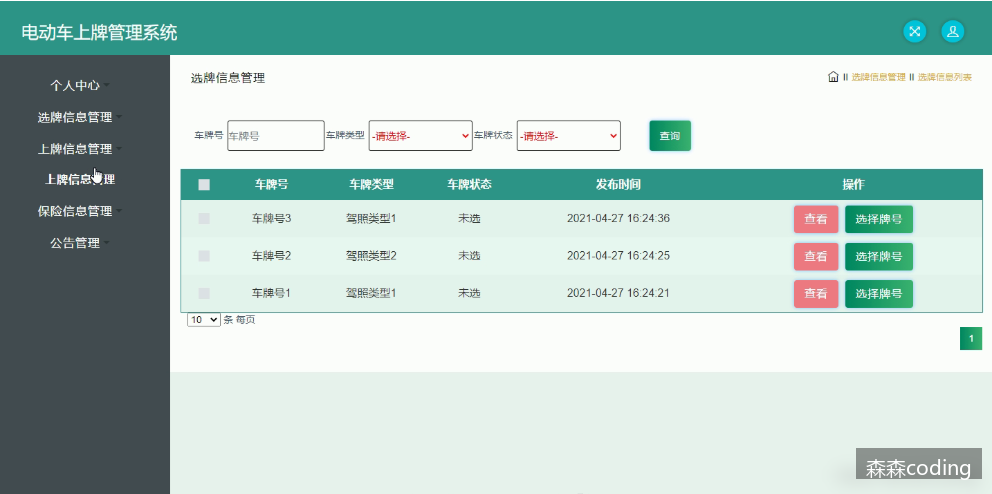 电动车上牌管理系统
个人中心
选牌信息管理
上牌信息管理
上牌信息管理
保险信息管理
公告管理
选牌信息管理
选牌信息管理 选牌信息列表
车牌号 车牌号 车牌类型 -请选择- 车牌状态 -请选择- 查询
车牌号 车牌类型 车牌状态 发布时间 操作
车牌号3 驾照类型1 未选 2021-04-27 16:24:36 查看 选择牌号
车牌号2 驾照类型2 未选 2021-04-27 16:24:25 查看 选择牌号
车牌号1 驾照类型1 未选 2021-04-27 16:24:21 查看 选择牌号
10 条 每页
1
森森coding